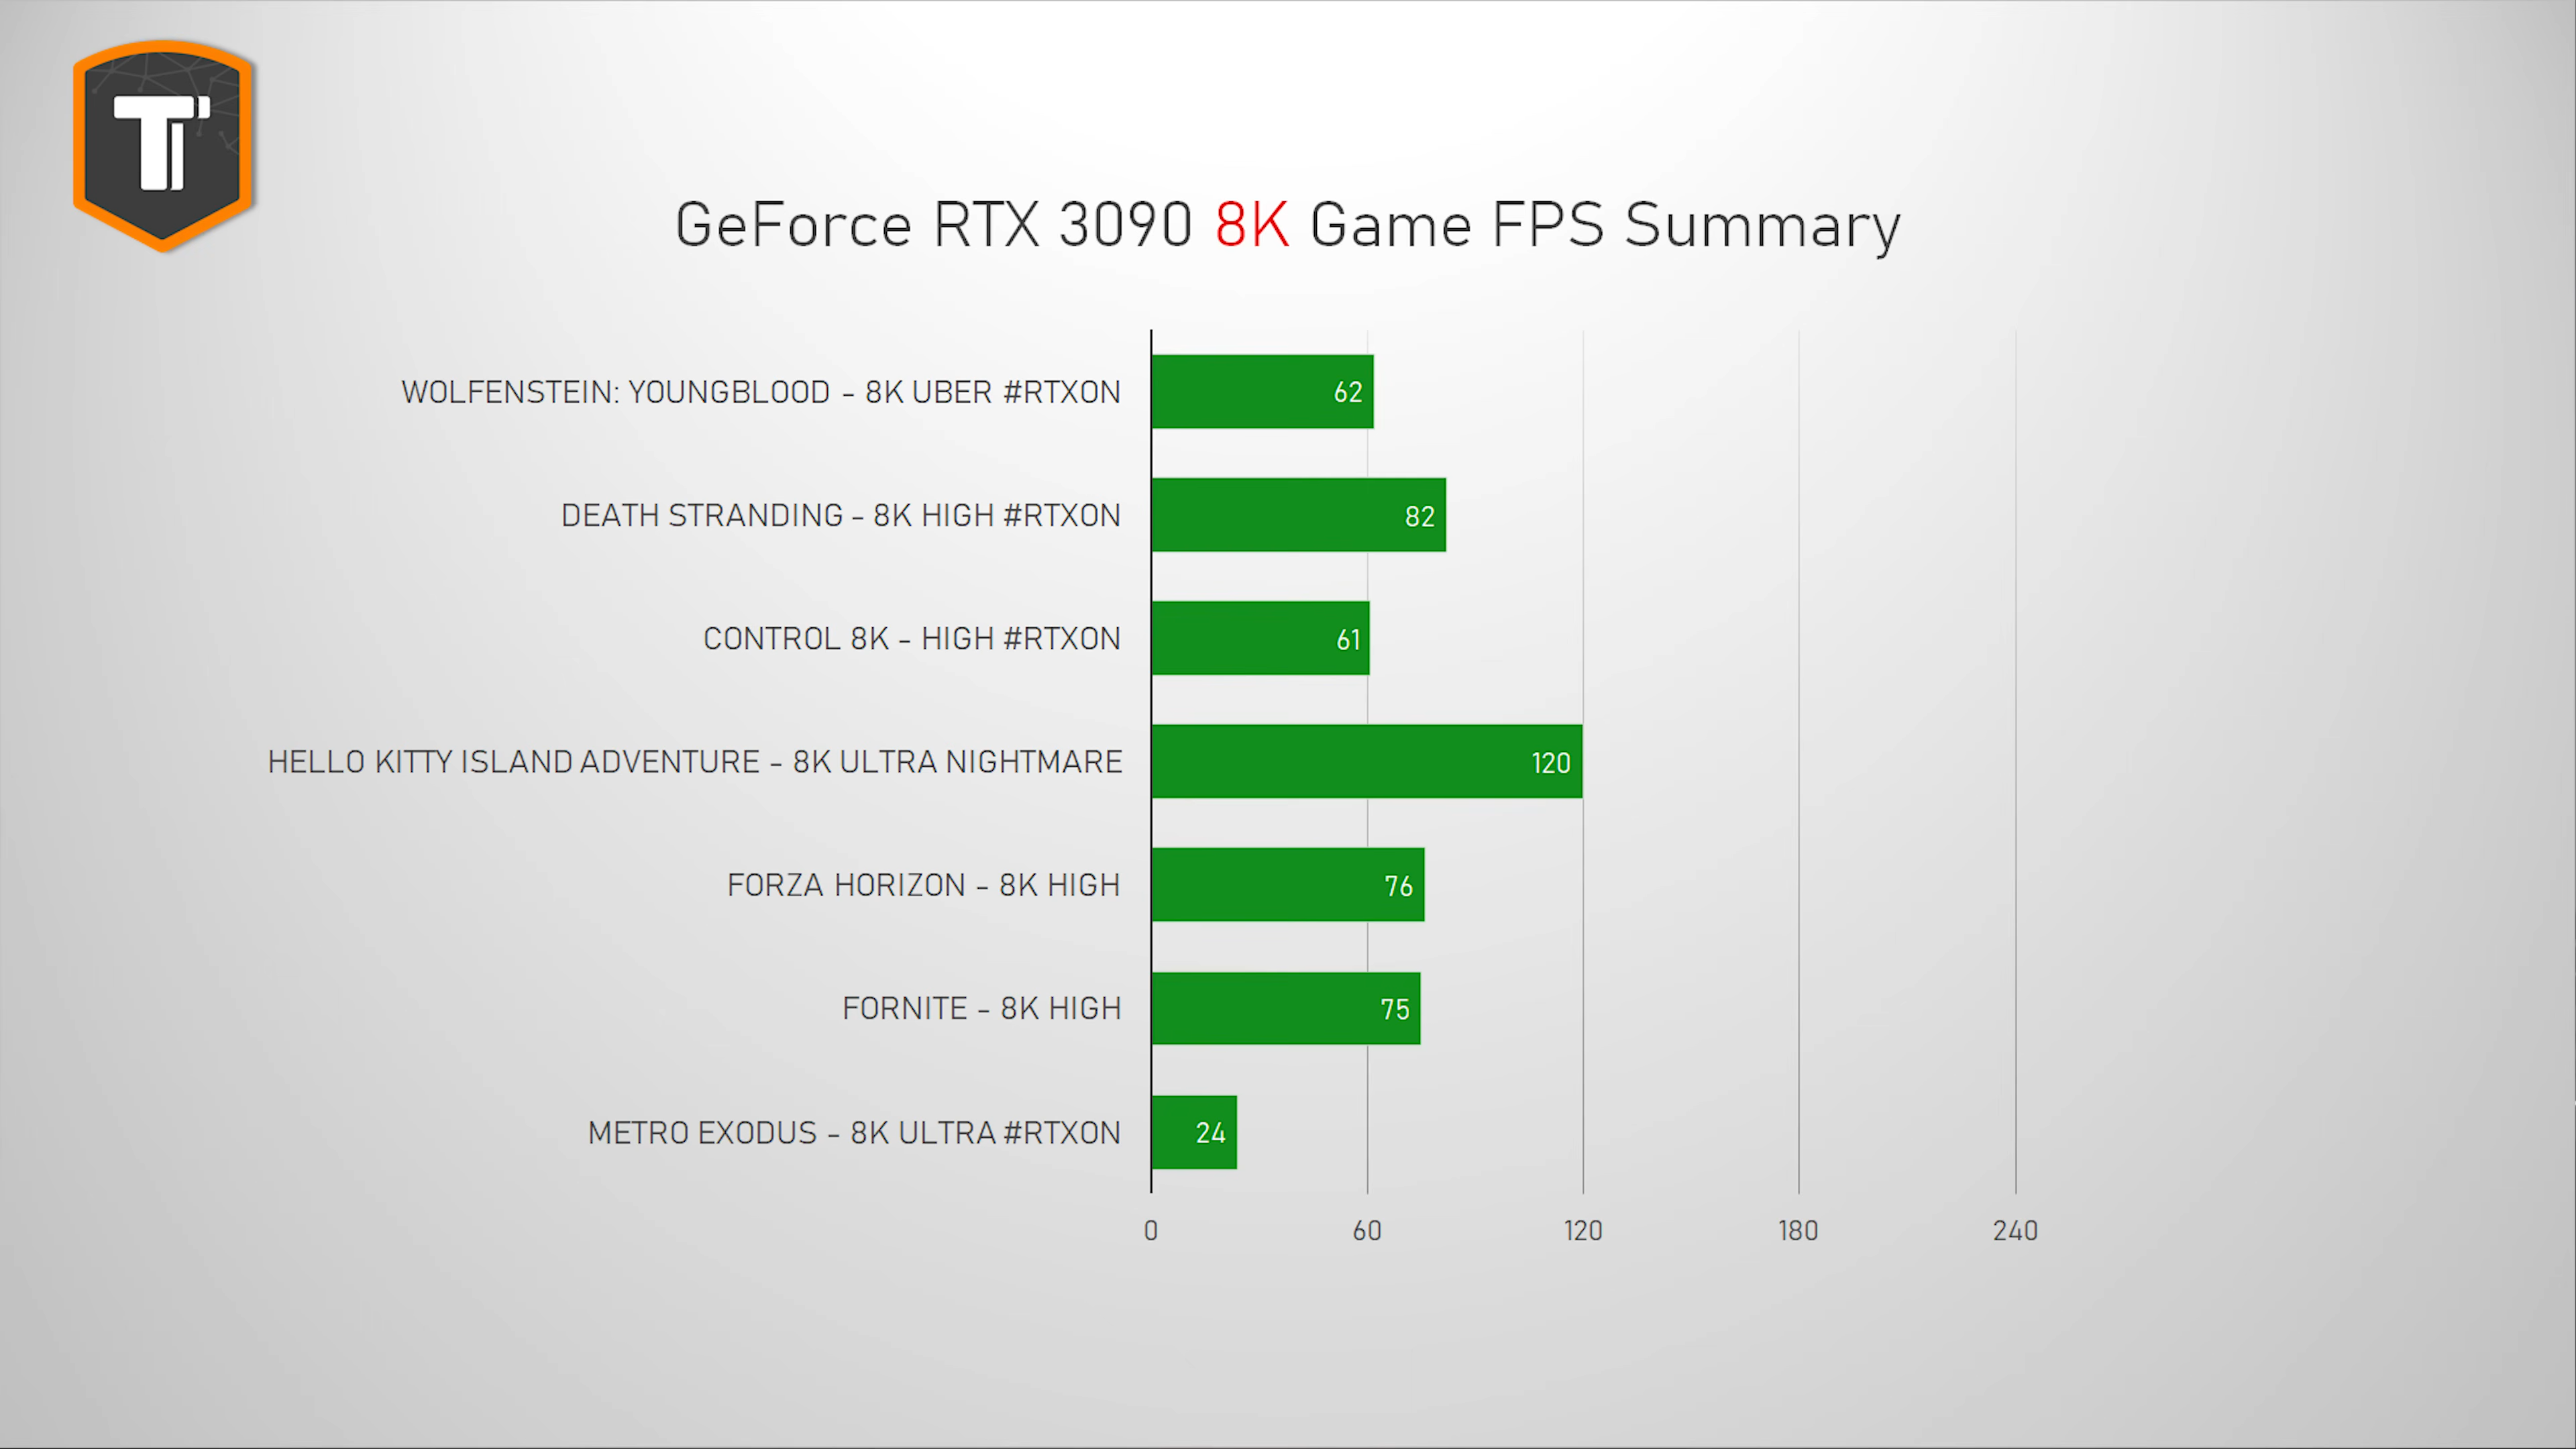 T
GeForce RTX 3090 8K Game FPS Summary
WOLFENSTEIN: YOUNGBLOOD - 8K UBER #RTXON 62
DEATH STRANDING - 8K HIGH #RTXON 82
CONTROL 8K - HIGH #RTXON 61
HELLO KITTY ISLAND ADVENTURE - 8K ULTRA NIGHTMARE 120
FORZA HORIZON - 8K HIGH 76
FORNITE - 8K HIGH 75
METRO EXODUS - 8K ULTRA #RTXON 24
0 60 120 180 240